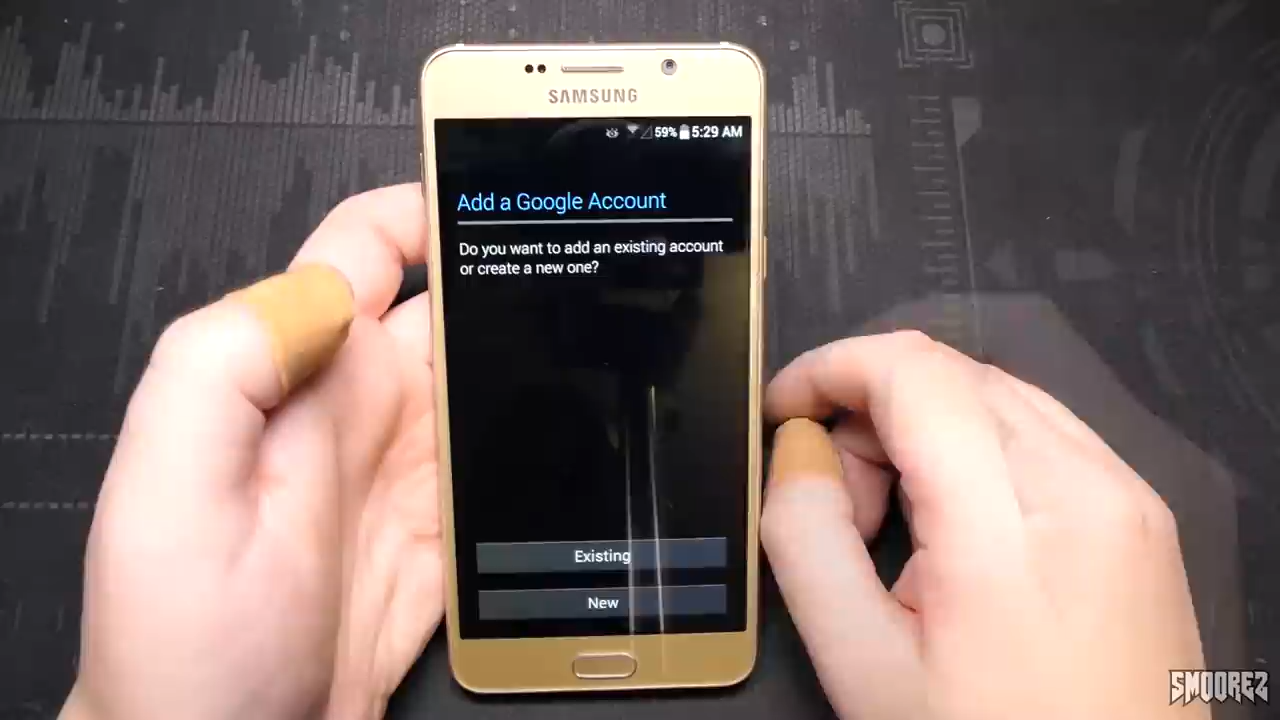 SAMSUNG
59% 5:29 AM
Add a Google Account
Do you want to add an existing account
or create a new one?
Existing
New
SMOOREZ